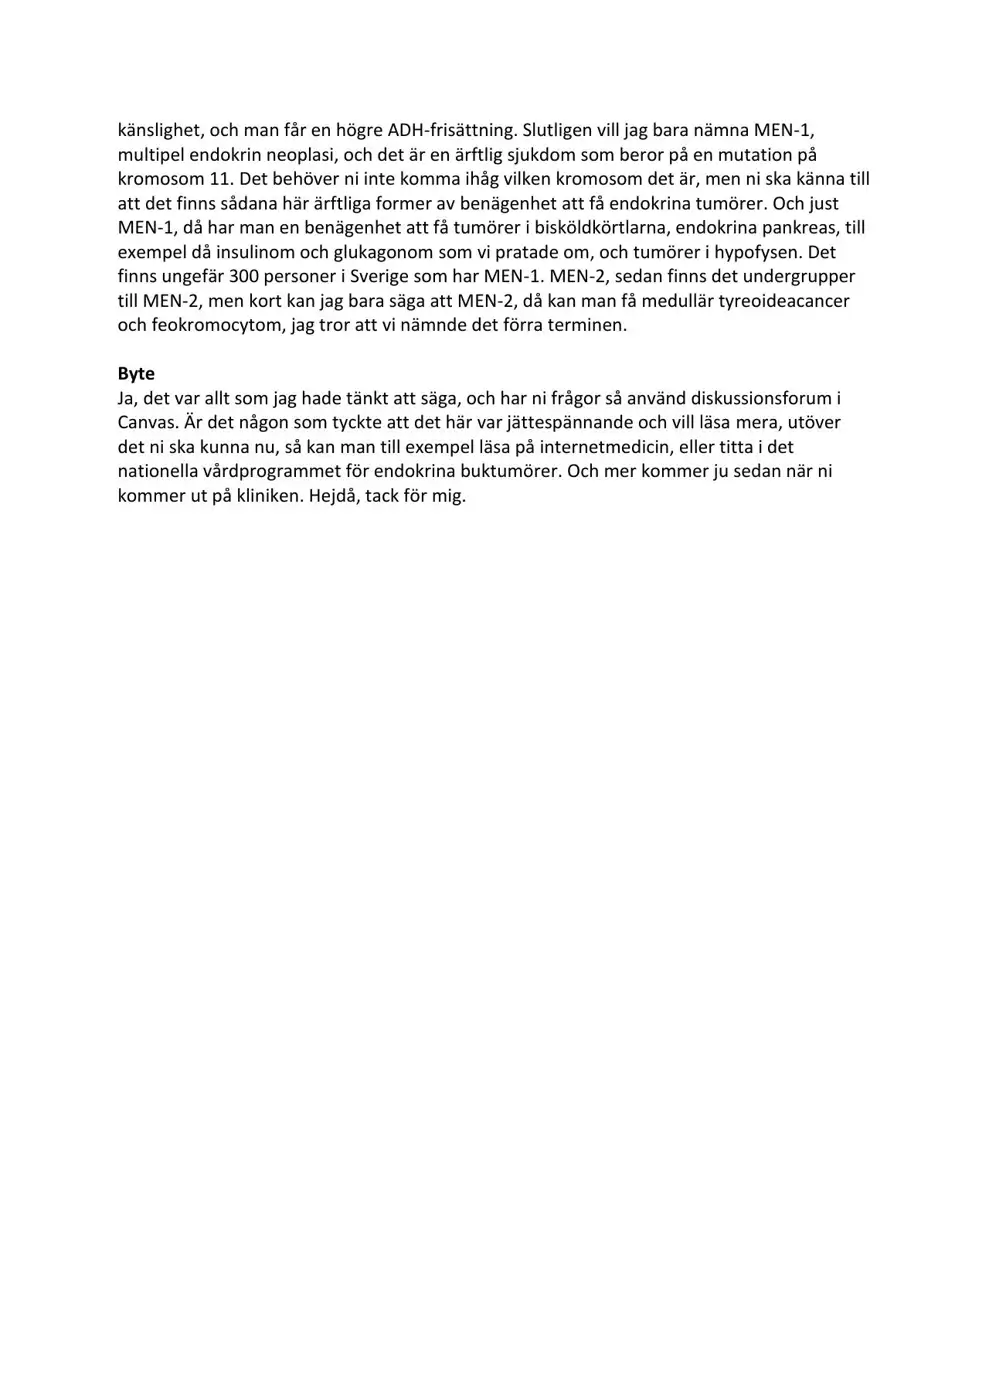 känslighet, och man får en högre ADH-frisättning. Slutligen vill jag bara nämna MEN-1,
multipel endokrin neoplasi, och det är en ärftlig sjukdom som beror på en mutation på
kromosom 11. Det behöver ni inte komma ihåg vilken kromosom det är, men ni ska känna till
att det finns sådana här ärftliga former av benägenhet att få endokrina tumörer. Och just
MEN-1, då har man en benägenhet att få tumörer i bisköldkörtlarna, endokrina pankreas, till
exempel då insulinom och glukagonom som vi pratade om, och tumörer i hypofysen. Det
finns ungefär 300 personer i Sverige som har MEN-1. MEN-2, sedan finns det undergrupper
till MEN-2, men kort kan jag bara säga att MEN-2, då kan man få medullär tyreoideacancer
och feokromocytom, jag tror att vi nämnde det förra terminen.
Byte
Ja, det var allt som jag hade tänkt att säga, och har ni frågor så använd diskussionsforum i
Canvas. Är det någon som tyckte att det här var jättespännande och vill läsa mera, utöver
det ni ska kunna nu, så kan man till exempel läsa på internetmedicin, eller titta i det
nationella vårdprogrammet för endokrina buktumörer. Och mer kommer ju sedan när ni
kommer ut på kliniken. Hejdå, tack för mig.